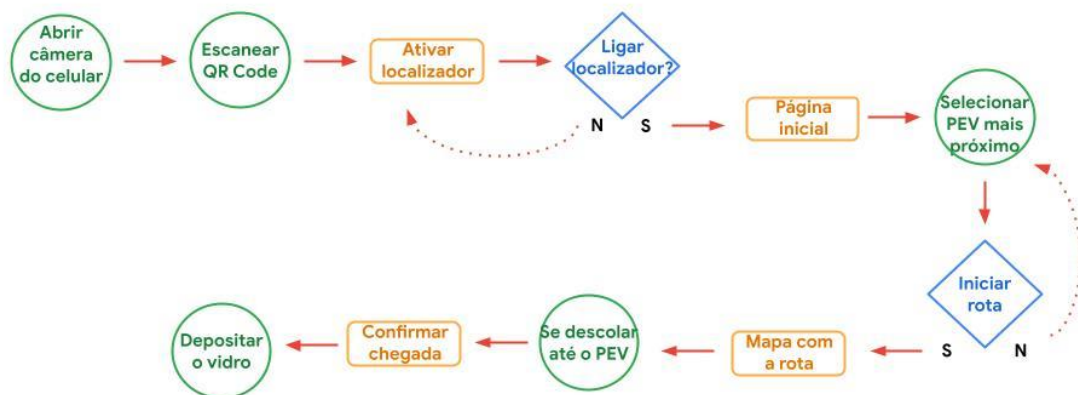 Abrir
câmera
do celular
Escanear
QR Code
Ativar
localizador
Ligar
localizador?
N
S
Página
inicial
Selecionar
PEV mais
próximo
Iniciar
rota
S
N
Mapa com
a rota
Se descolar
até o PEV
Confirmar
chegada
Depositar
o vidro